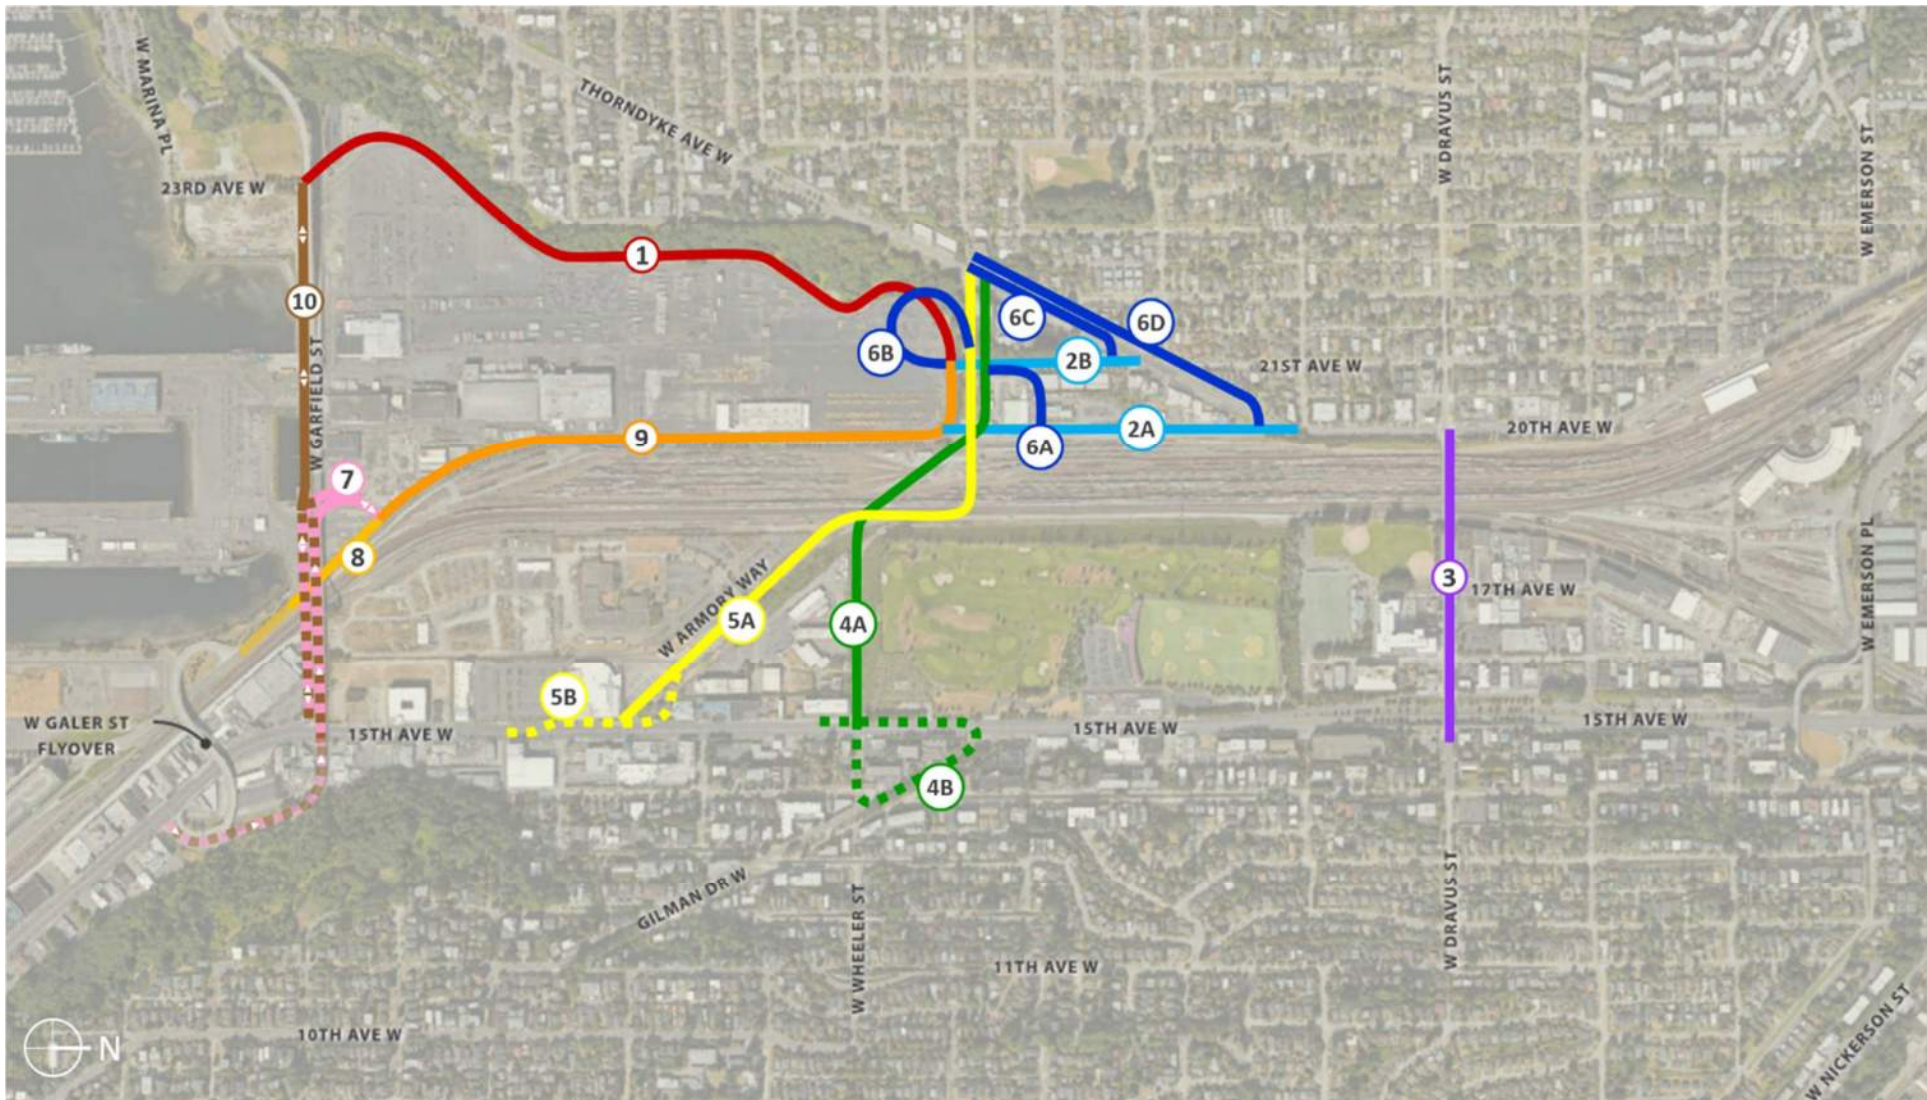 W MARINA PL
THORNDYKE AVE W
W DRAVUS ST
W EMERSON ST
23RD AVE W
1
10
6C
6D
6B
2B
21ST AVE W
W GARFIELD ST
9
2A
20TH AVE W
6A
7
8
W EMERSON PL
3
17TH AVE W
W ARMORY WAY
5A
4A
5B
W GALER ST
FLYOVER
15TH AVE W
15TH AVE W
15TH AVE W
4B
GILMAN DR W
W WHEELER ST
W DRAVUS ST
11TH AVE W
10TH AVE W
N
W NICKERSON ST